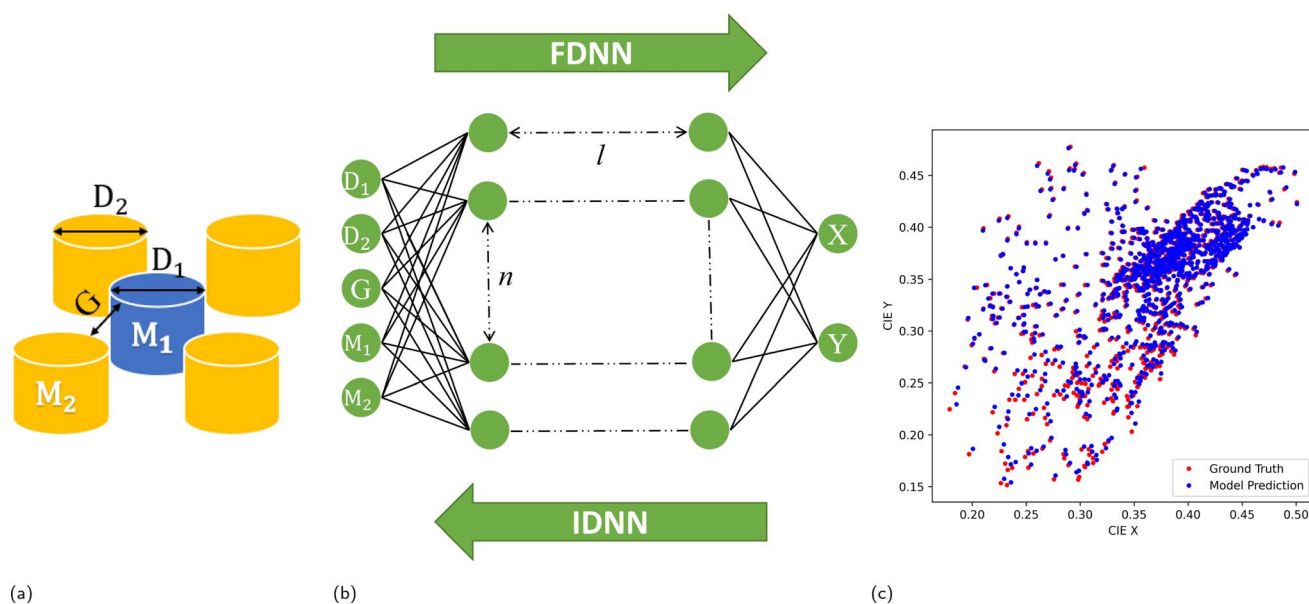 D₂
D₁
G
M₁
M₂
(a)
FDNN
l
D₁
D₂
G
M₁
M₂
n
X
Y
IDNN
(b)
CIE Y
0.45
0.40
0.35
0.30
0.25
0.20
0.15
Ground Truth
Model Prediction
0.20 0.25 0.30 0.35 0.40 0.45 0.50
CIE X
(c)